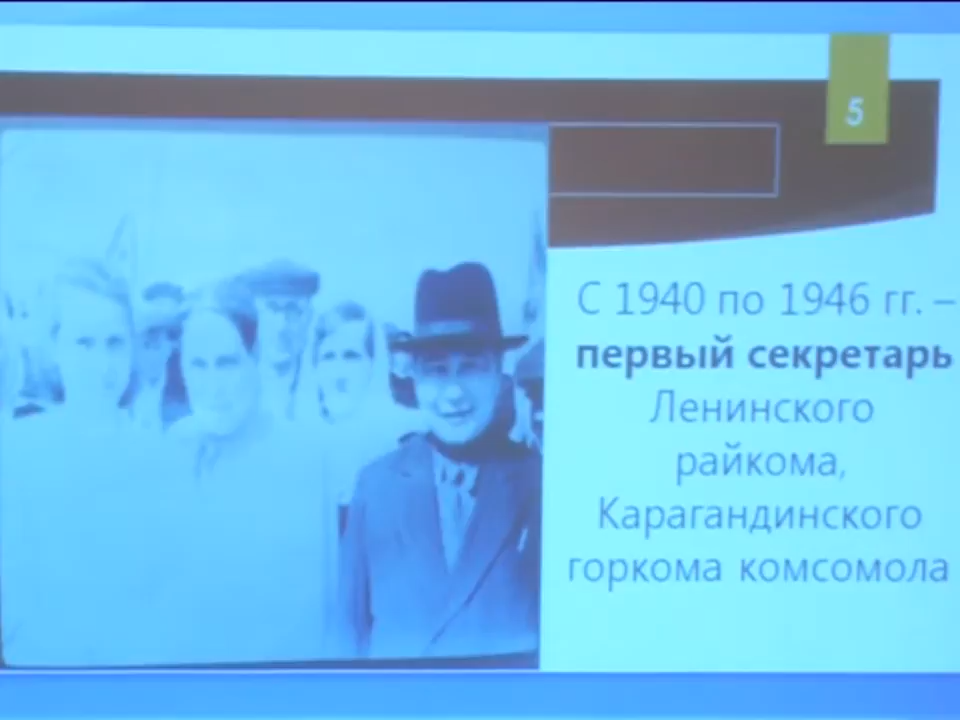 5
С 1940 по 1946 гг. –
первый секретарь
Ленинского
райкома,
Карагандинского
горкома комсомола